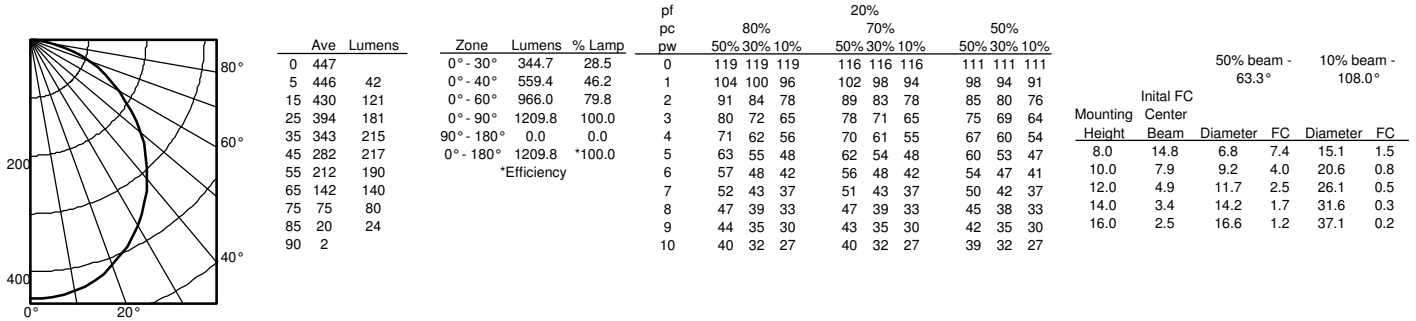 80°
60°
200
40°
400
0°
20°
Ave Lumens
0 447
5 446 42
15 430 121
25 394 181
35 343 215
45 282 217
55 212 190
65 142 140
75 75 80
85 20 24
90 2
Zone Lumens % Lamp
0°- 30° 344.7 28.5
0°- 40° 559.4 46.2
0°- 60° 966.0 79.8
0°- 90° 1209.8 100.0
90°- 180° 0.0 0.0
0°- 180° 1209.8 *100.0
*Efficiency
pf 20%
pc 80% 70% 50%
pw 50% 30% 10% 50% 30% 10% 50% 30% 10%
0 119 119 119 116 116 116 111 111 111
1 104 100 96 102 98 94 98 94 91
2 91 84 78 89 83 78 85 80 76
3 80 72 65 78 71 65 75 69 64
4 71 62 56 70 61 55 67 60 54
5 63 55 48 62 54 48 60 53 47
6 57 48 42 56 48 42 54 47 41
7 52 43 37 51 43 37 50 42 37
8 47 39 33 47 39 33 45 38 33
9 44 35 30 43 35 30 42 35 30
10 40 32 27 40 32 27 39 32 27
50% beam - 10% beam -
63.3° 108.0°
Inital FC
Mounting Center
Height Beam Diameter FC Diameter FC
8.0 14.8 6.8 7.4 15.1 1.5
10.0 7.9 9.2 4.0 20.6 0.8
12.0 4.9 11.7 2.5 26.1 0.5
14.0 3.4 14.2 1.7 31.6 0.3
16.0 2.5 16.6 1.2 37.1 0.2